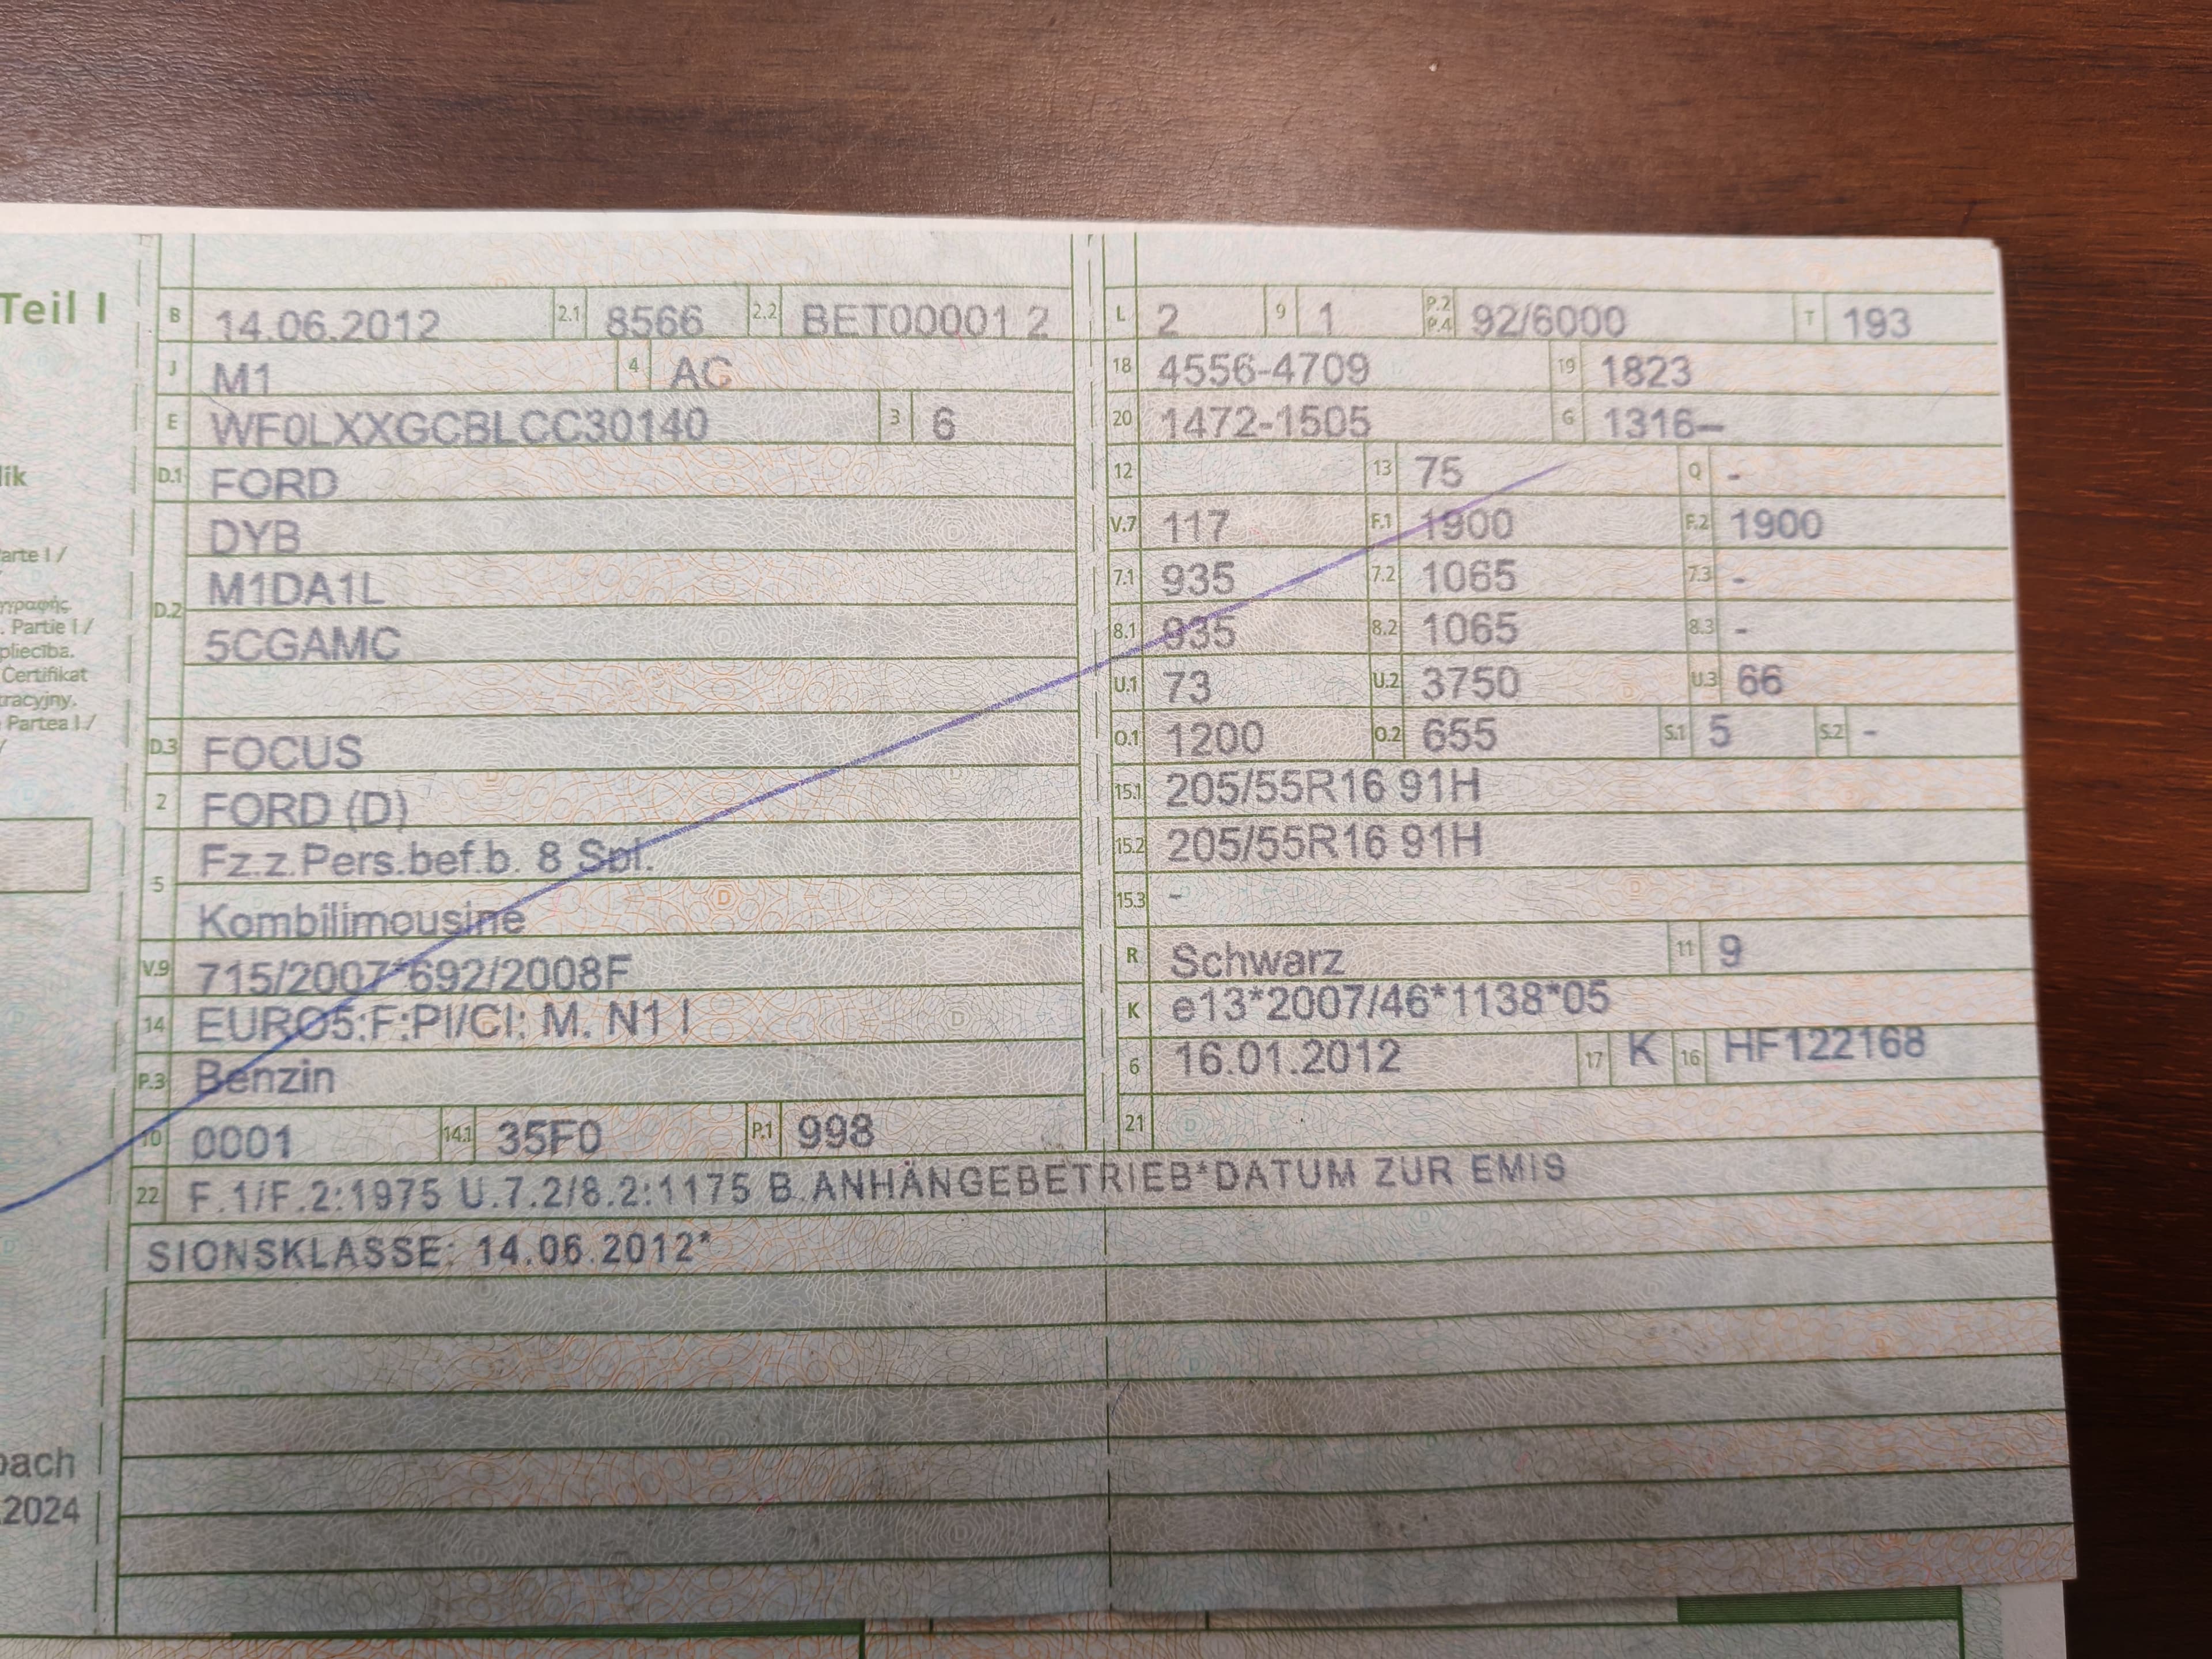 Teil I
lik
arte I /
γγραφής
. Partie I /
pliecība.
Certifikat
tracyjny.
Partea I /
/
bach
.2024
B 14.06.2012 2.1 8566 2.2 BET00001 2
J M1 4 AC
E WF0LXXGCBLCC30140 3 6
D.1 FORD
DYB
D.2 M1DA1L
5CGAMC
D.3 FOCUS
2 FORD (D)
Fz.z.Pers.bef.b. 8 Spl.
5
Kombilimousine
V.9 715/2007*692/2008F
14 EURO5;F;PI/CI; M, N1 I
P.3 Benzin
10 0001 14.1 35F0 P.1 998
L 2 9 1 P.2 P.4 92/6000 T 193
18 4556-4709 19 1823
20 1472-1505 G 1316–
12 13 75 Q -
V.7 117 F.1 1900 F.2 1900
7.1 935 7.2 1065 7.3 -
8.1 935 8.2 1065 8.3 -
U.1 73 U.2 3750 U.3 66
O.1 1200 O.2 655 S.1 5 S.2 -
15.1 205/55R16 91H
15.2 205/55R16 91H
15.3 -
R Schwarz 11 9
K e13*2007/46*1138*05
6 16.01.2012 17 K 16 HF122168
21
22 F.1/F.2:1975 U.7.2/8.2:1175 B.ANHÄNGEBETRIEB*DATUM ZUR EMIS
SIONSKLASSE: 14.06.2012*